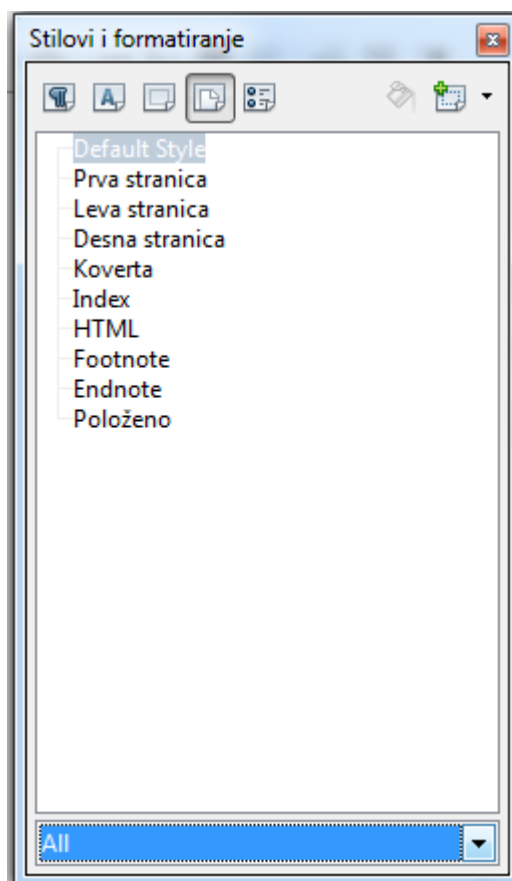 Stilovi i formatiranje
Default Style
Prva stranica
Leva stranica
Desna stranica
Koverta
Index
HTML
Footnote
Endnote
Položeno
All